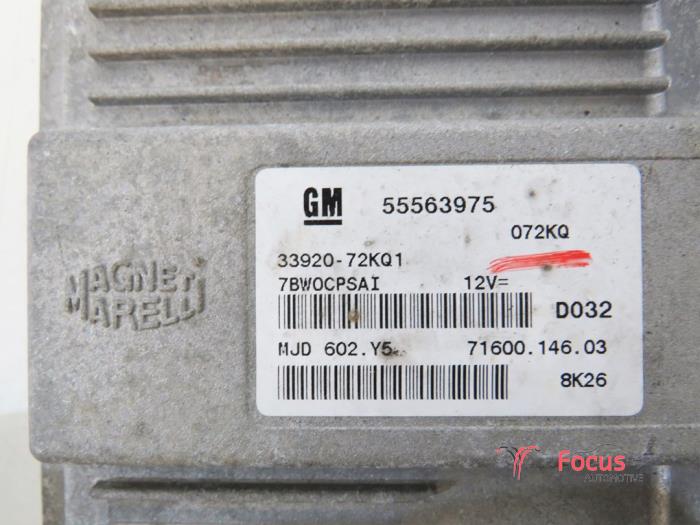 MAGNETI
MARELLI
GM 55563975
072KQ
33920-72KQ1
7BWOCPSAI 12V=
D032
MJD 602.Y5 71600.146.03
8K26
Focus
AUTOMOTIVE